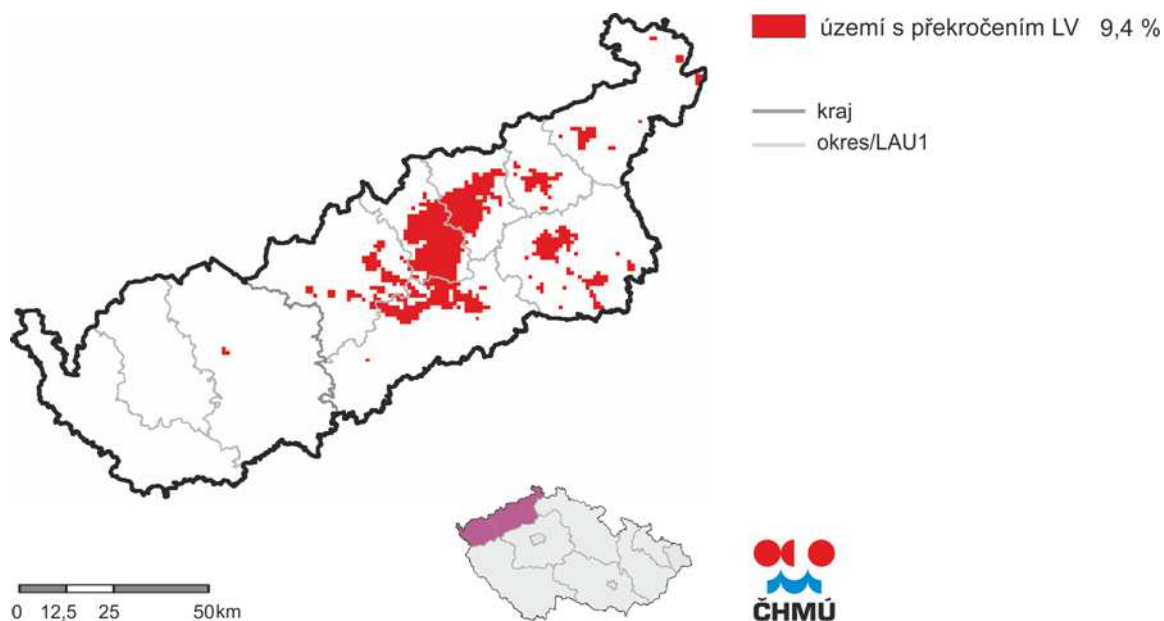 území s překročením LV 9,4 %
kraj
okres/LAU1
0 12,5 25 50km
ČHMÚ